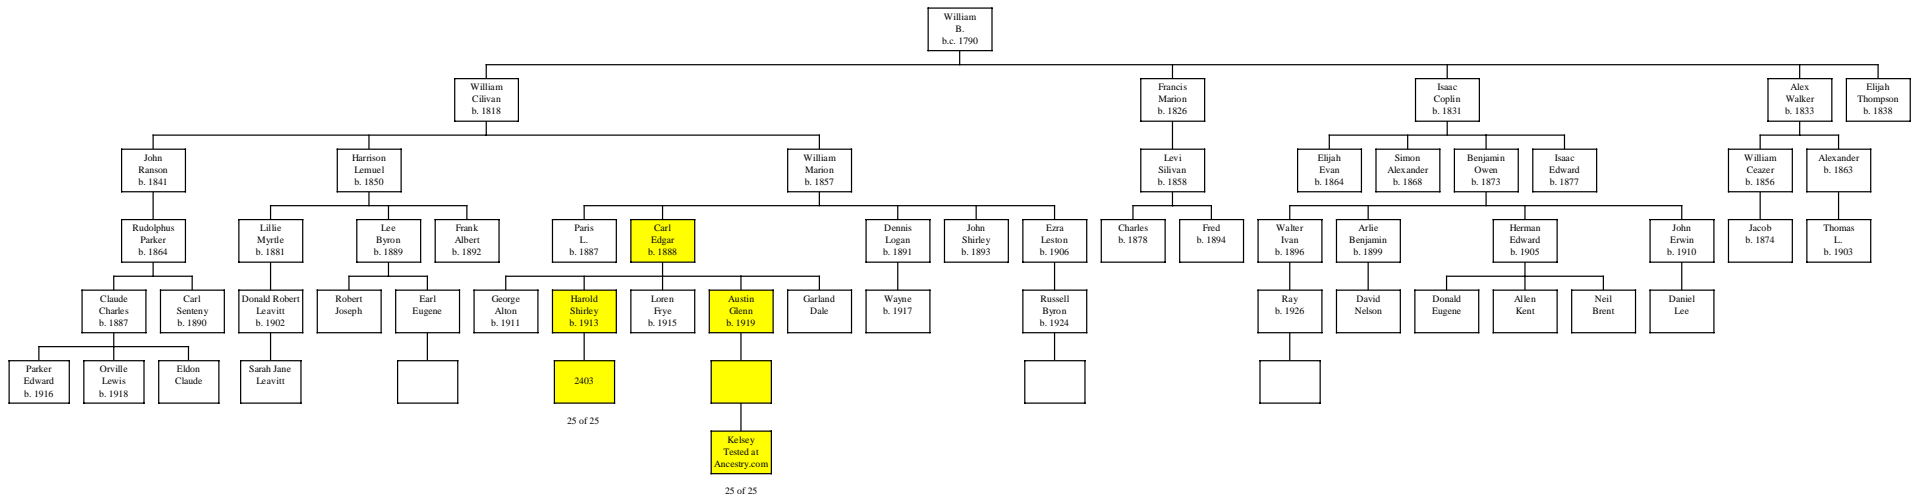 William
B.
b.c. 1790
William
Cilivan
b. 1818
Francis
Marion
b. 1826
Isaac
Coplin
b. 1831
Alex
Walker
b. 1833
Elijah
Thompson
b. 1838
John
Ranson
b. 1841
Harrison
Lemuel
b. 1850
William
Marion
b. 1857
Levi
Silivan
b. 1858
Elijah
Evan
b. 1864
Simon
Alexander
b. 1868
Benjamin
Owen
b. 1873
Isaac
Edward
b. 1877
William
Ceazer
b. 1856
Alexander
b. 1863
Rudolphus
Parker
b. 1864
Lillie
Myrtle
b. 1881
Lee
Byron
b. 1889
Frank
Albert
b. 1892
Paris
L.
b. 1887
Carl
Edgar
b. 1888
Dennis
Logan
b. 1891
John
Shirley
b. 1893
Ezra
Leston
b. 1906
Charles
b. 1878
Fred
b. 1894
Walter
Ivan
b. 1896
Arlie
Benjamin
b. 1899
Herman
Edward
b. 1905
John
Erwin
b. 1910
Jacob
b. 1874
Thomas
L.
b. 1903
Claude
Charles
b. 1887
Carl
Senteny
b. 1890
Donald Robert
Leavitt
b. 1902
Robert
Joseph
Earl
Eugene
George
Alton
b. 1911
Harold
Shirley
b. 1913
Loren
Frye
b. 1915
Austin
Glenn
b. 1919
Garland
Dale
Wayne
b. 1917
Russell
Byron
b. 1924
Ray
b. 1926
David
Nelson
Donald
Eugene
Allen
Kent
Neil
Brent
Daniel
Lee
Parker
Edward
b. 1916
Orville
Lewis
b. 1918
Eldon
Claude
Sarah Jane
Leavitt
2403
25 of 25
Kelsey
Tested at
Ancestry.com
25 of 25